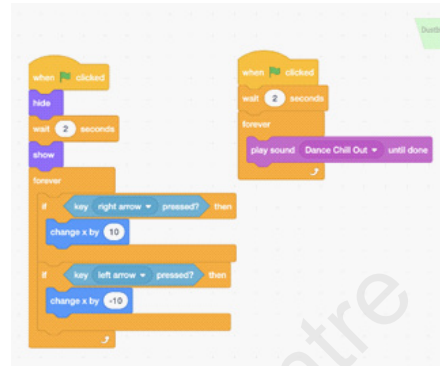 when clicked
hide
wait 2 seconds
show
forever
if key right arrow pressed? then
change x by 10
if key left arrow pressed? then
change x by -10
when clicked
wait 2 seconds
forever
play sound Dance Chill Out until done